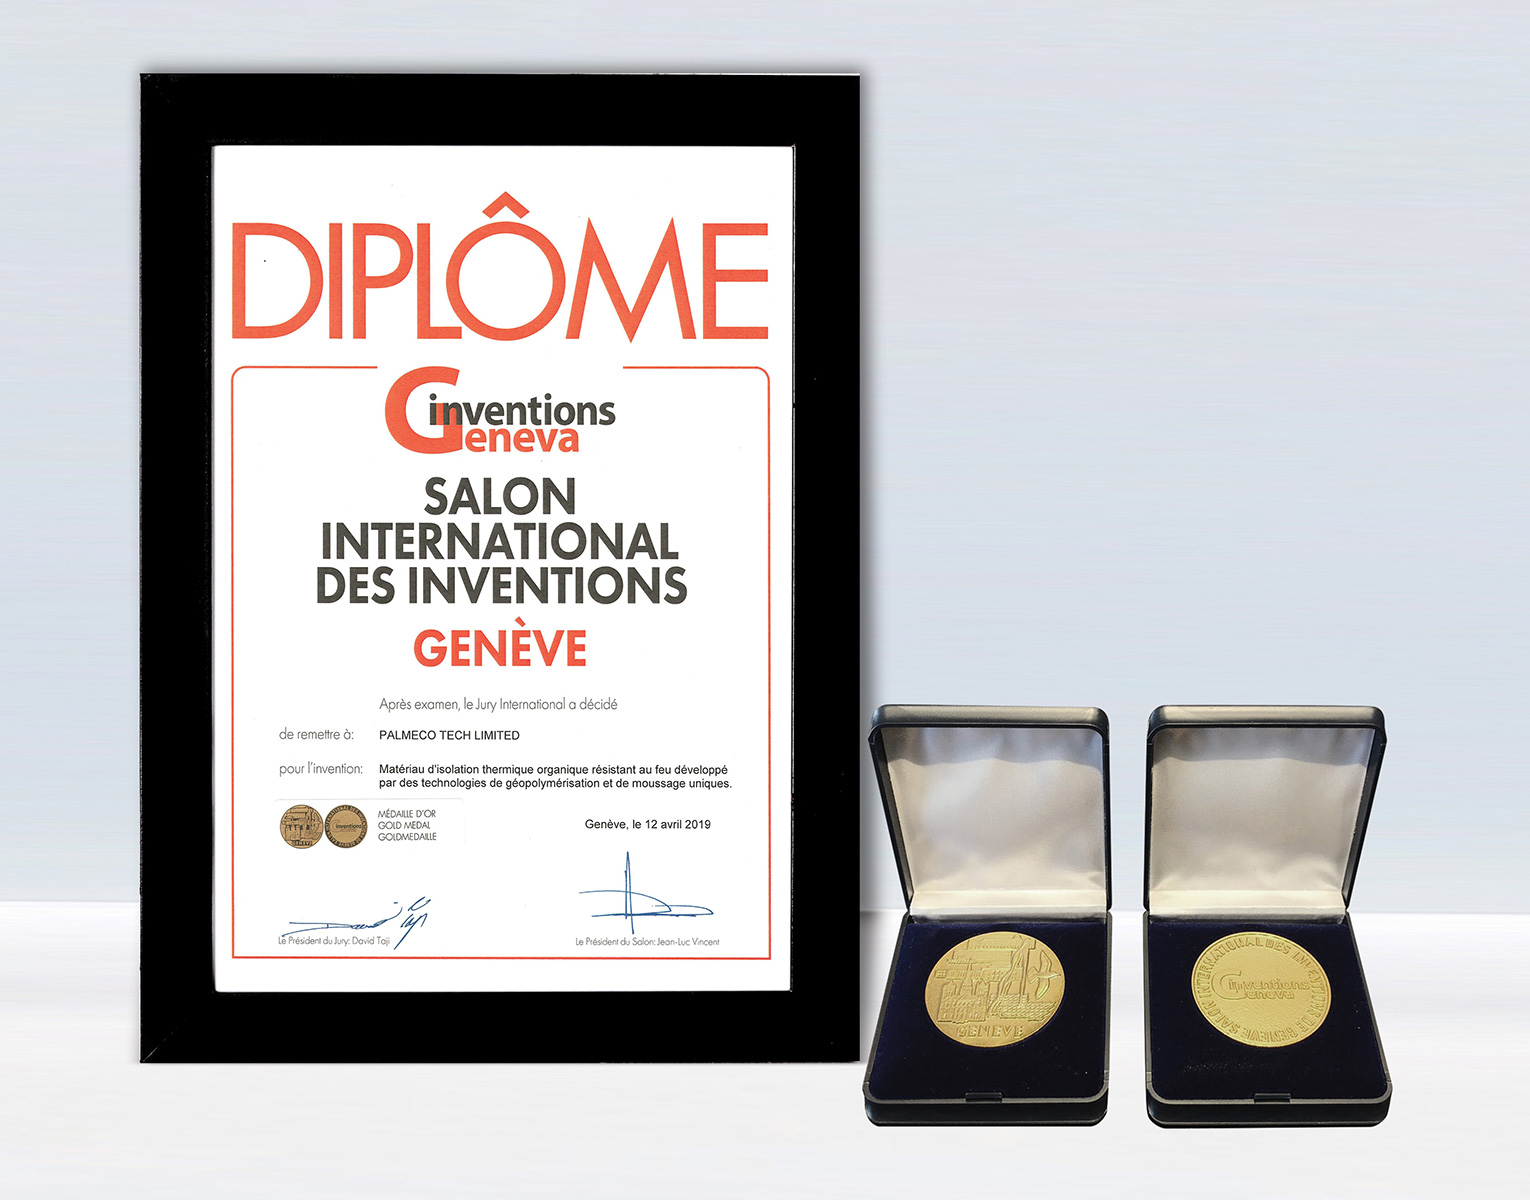 DIPLÔME
inventions
Geneva
SALON
INTERNATIONAL
DES INVENTIONS
GENÈVE
Après examen, le Jury International a décidé
de remettre à: PALMECO TECH LIMITED
pour l'invention: Matériau d'isolation thermique organique résistant au feu développé
par des technologies de géopolymérisation et de moussage uniques.
MÉDAILLE D'OR
GOLD MEDAL
GOLDMEDAILLE
Genève, le 12 avril 2019
Le Président du Jury: David Taji
Le Président du Salon: Jean-Luc Vincent
GENEVE
SALON INTERNATIONAL DES INVENTIONS DE GENEVE
inventions
Geneva